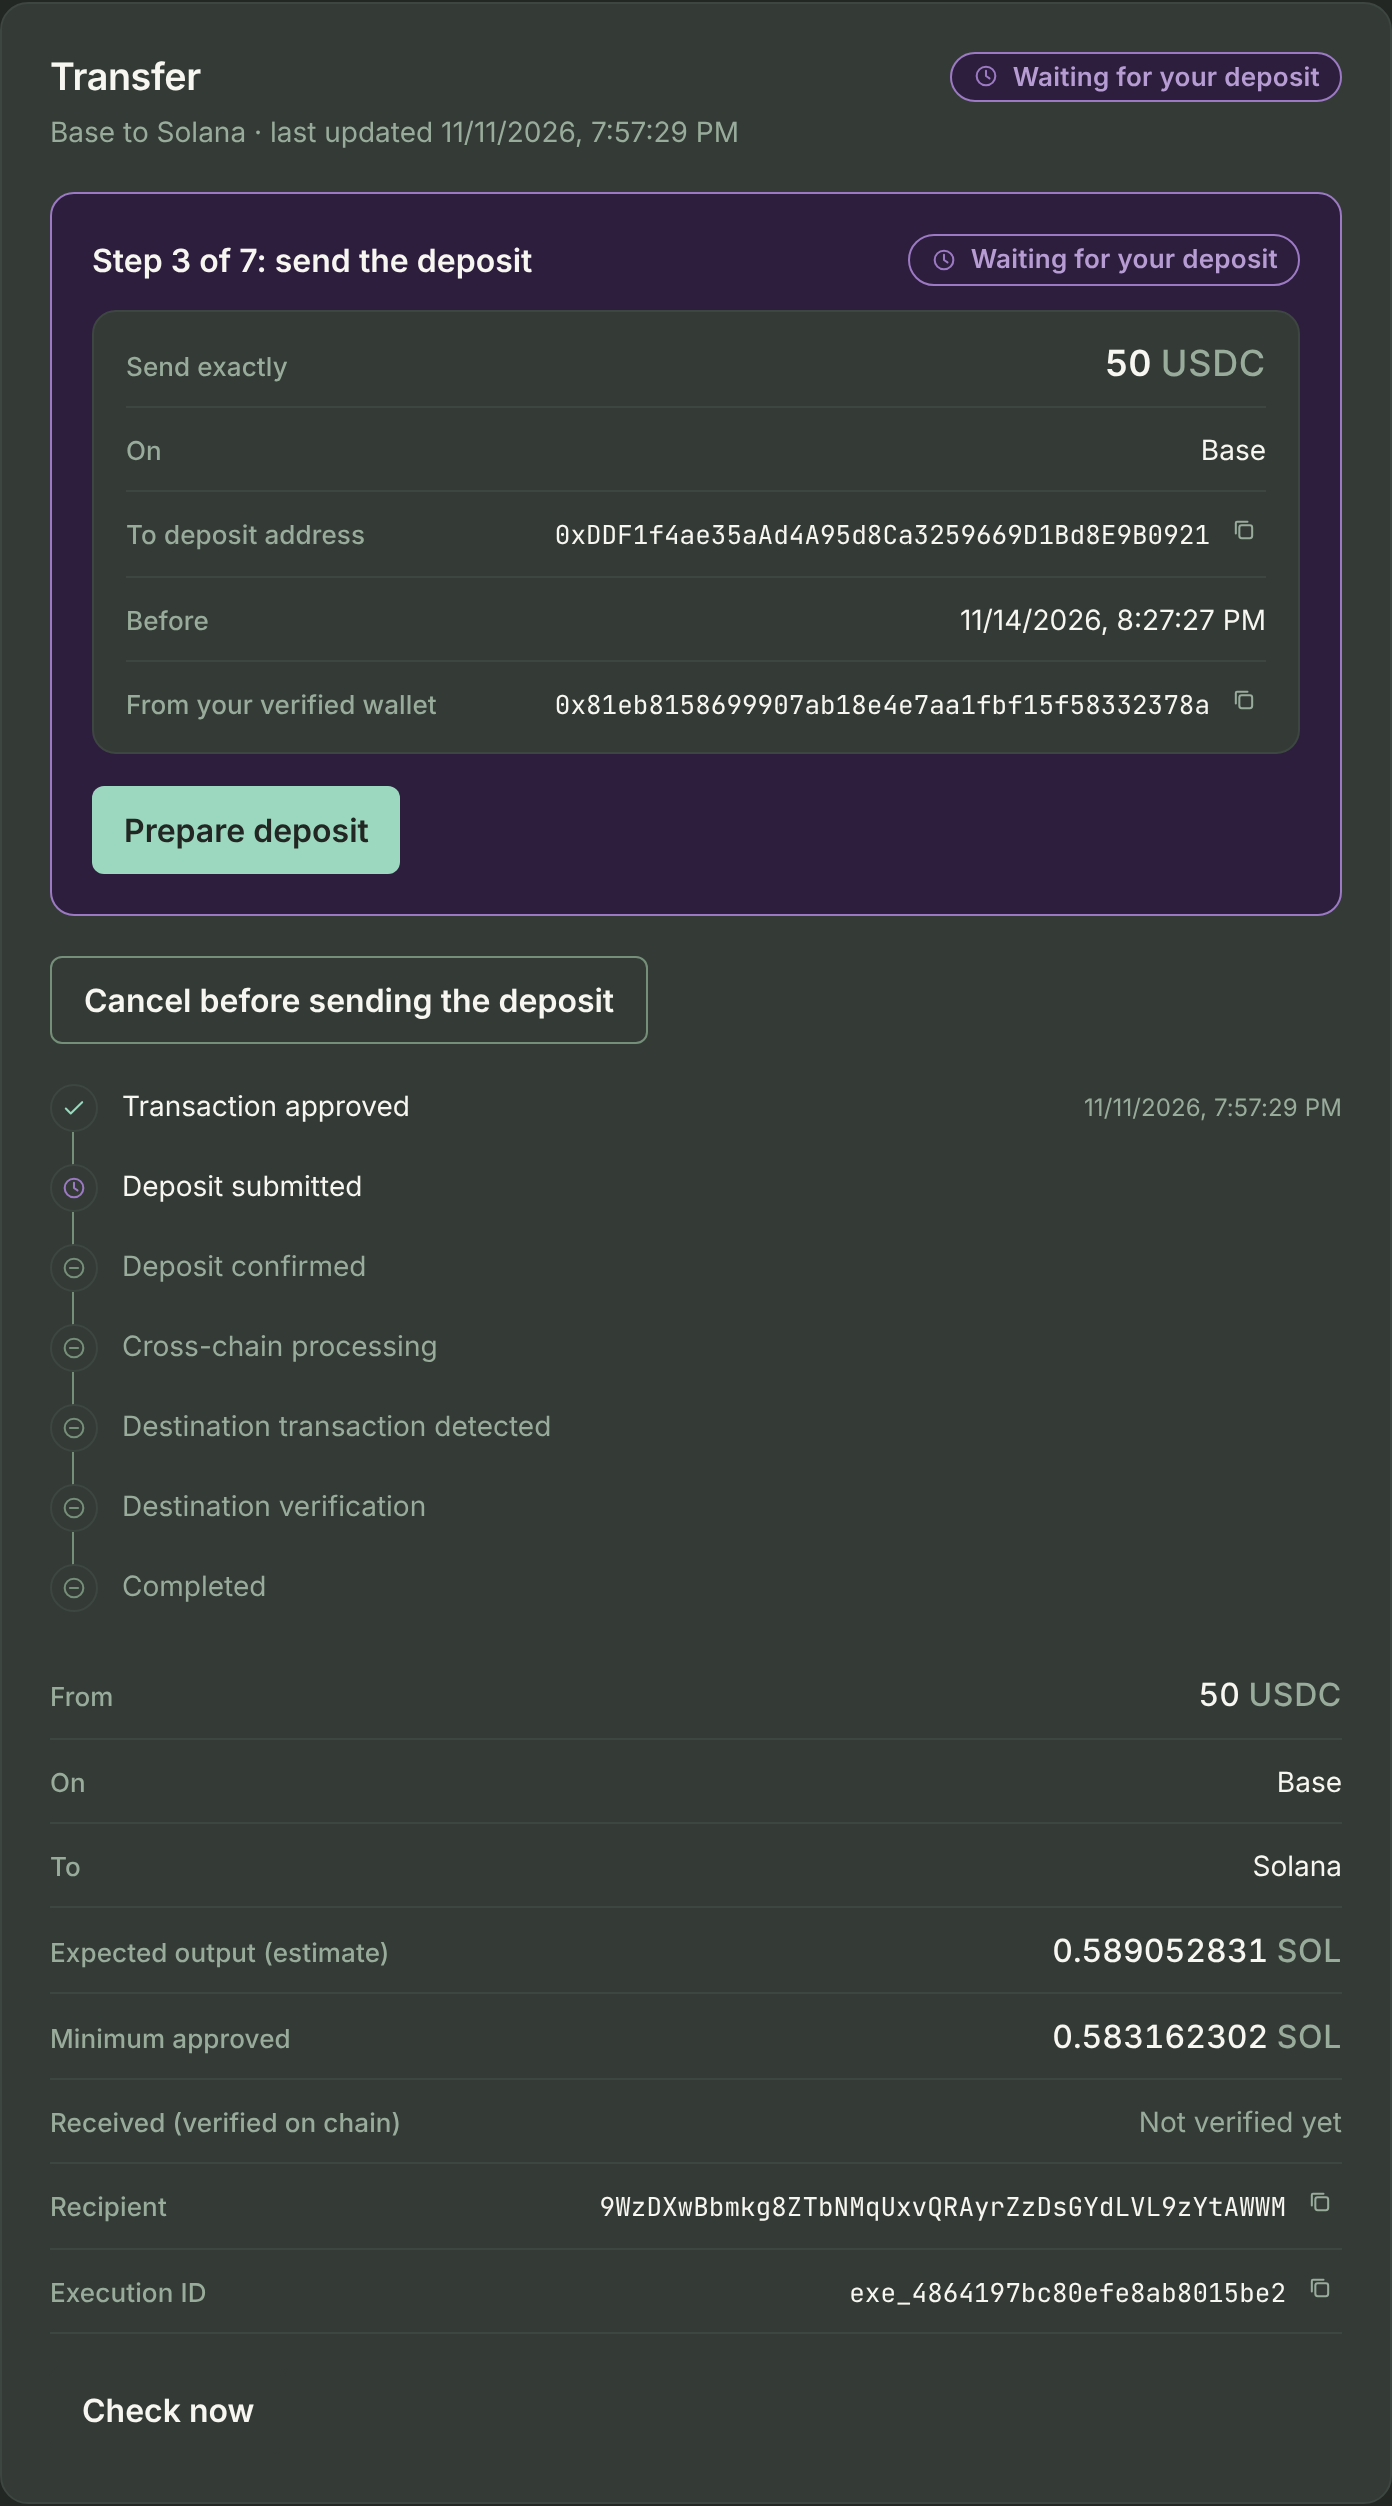 Transfer
Waiting for your deposit
Base to Solana · last updated 11/11/2026, 7:57:29 PM
Step 3 of 7: send the deposit
Waiting for your deposit
Send exactly
50 USDC
On
Base
To deposit address
0xDDF1f4ae35aAd4A95d8Ca3259669D1Bd8E9B0921
Before
11/14/2026, 8:27:27 PM
From your verified wallet
0x81eb8158699907ab18e4e7aa1fbf15f58332378a
Prepare deposit
Cancel before sending the deposit
Transaction approved
11/11/2026, 7:57:29 PM
Deposit submitted
Deposit confirmed
Cross-chain processing
Destination transaction detected
Destination verification
Completed
From
50 USDC
On
Base
To
Solana
Expected output (estimate)
0.589052831 SOL
Minimum approved
0.583162302 SOL
Received (verified on chain)
Not verified yet
Recipient
9WzDXwBbmkg8ZTbNMqUxvQRAyrZzDsGYdLVL9zYtAWWM
Execution ID
exe_4864197bc80efe8ab8015be2
Check now